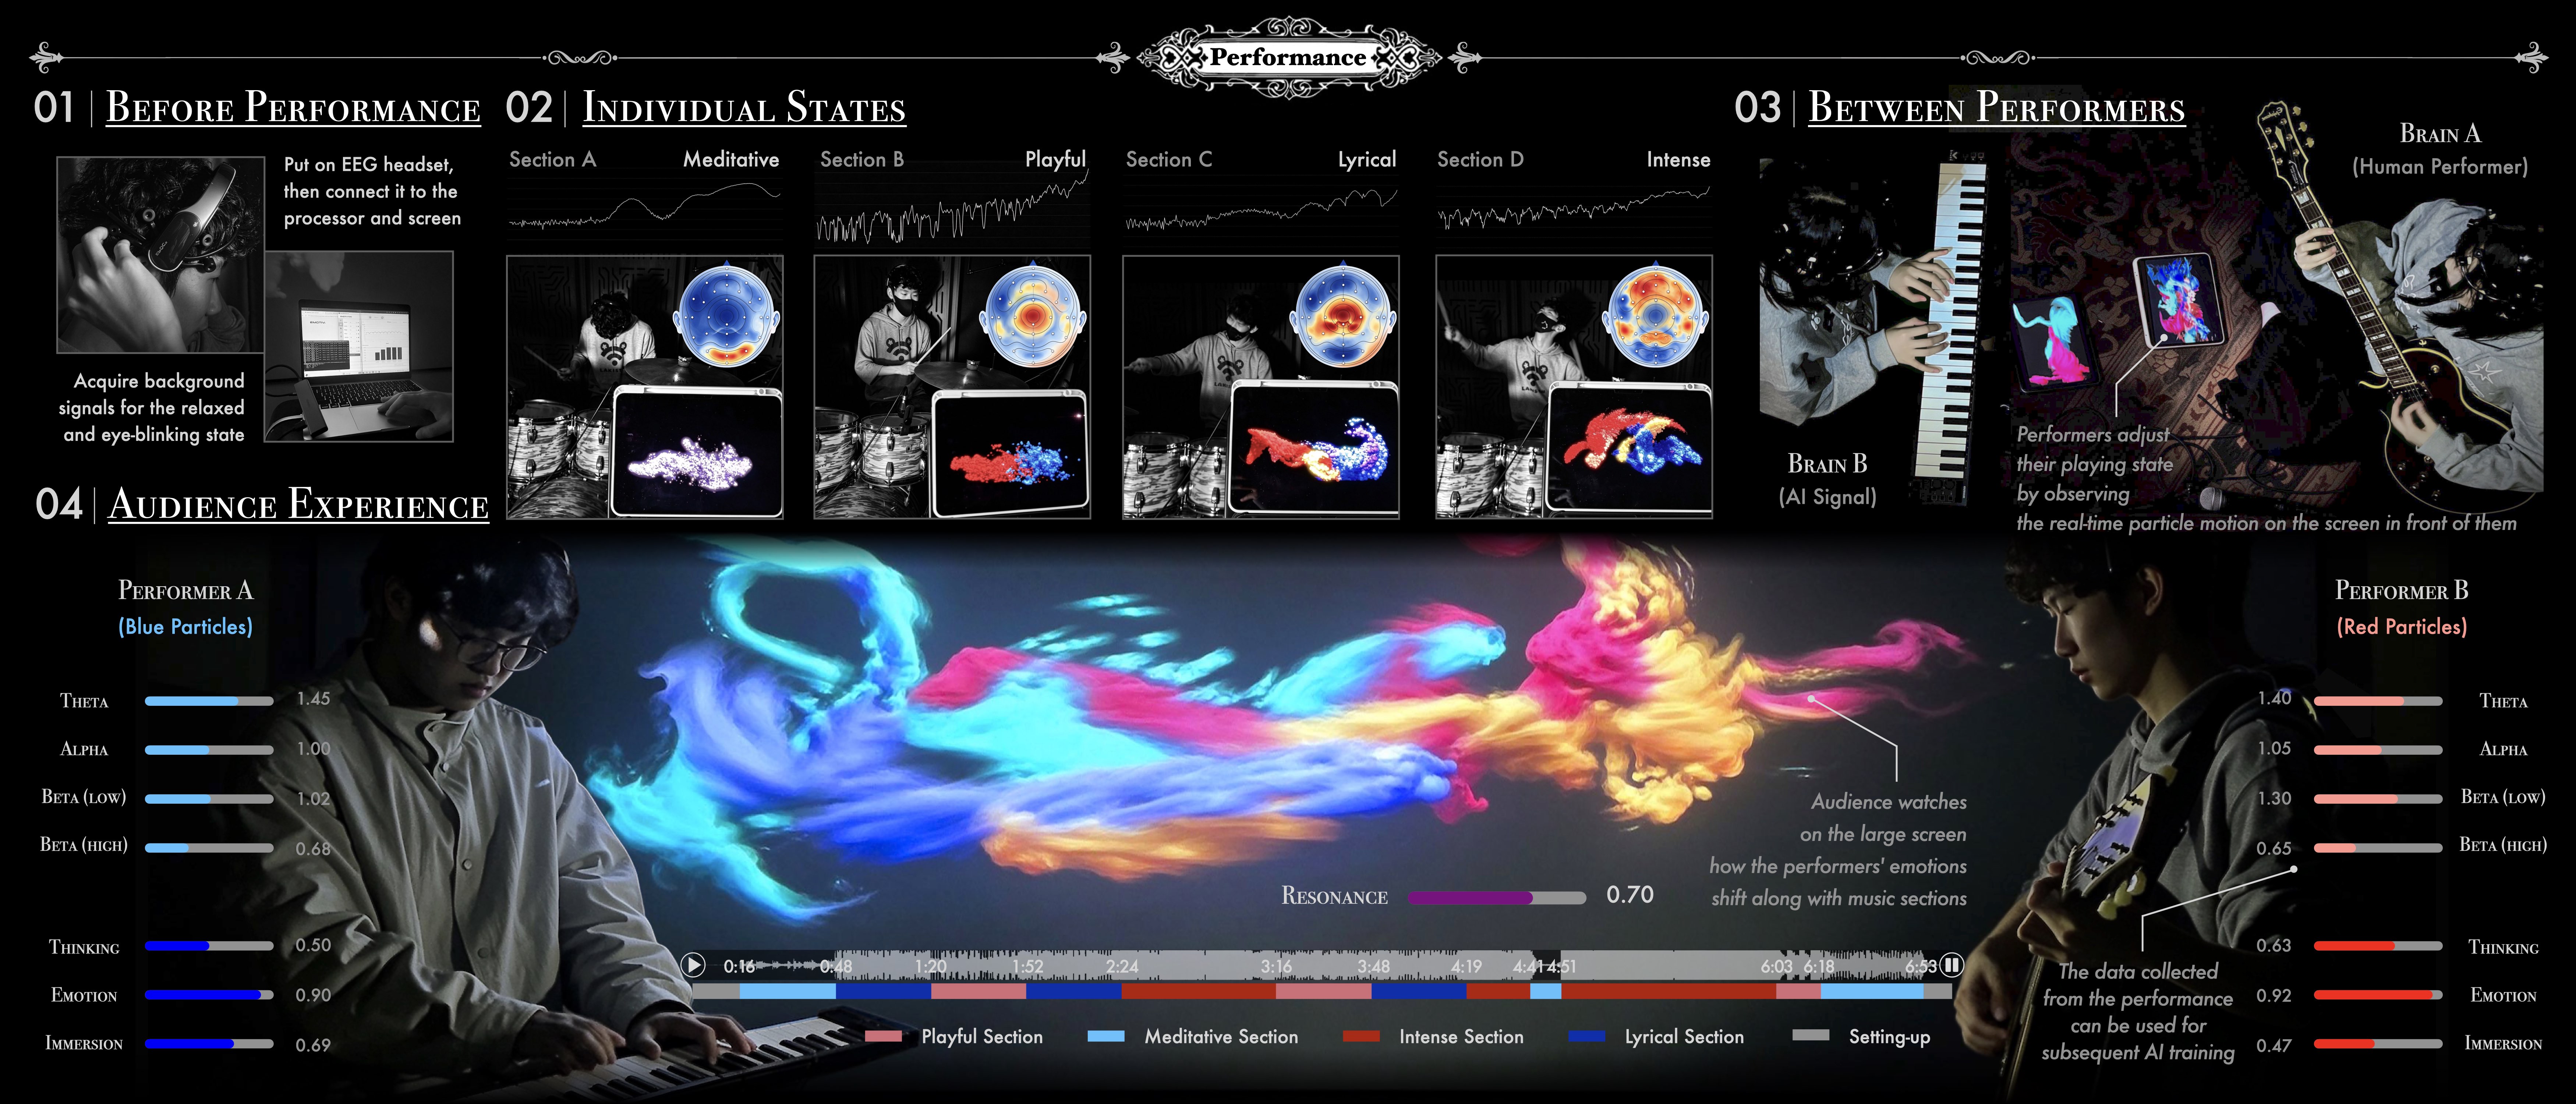 Performance
01 | BEFORE PERFORMANCE
Put on EEG headset,
then connect it to the
processor and screen
Acquire background
signals for the relaxed
and eye-blinking state
02 | INDIVIDUAL STATES
Section A Meditative
Section B Playful
Section C Lyrical
Section D Intense
03 | BETWEEN PERFORMERS
BRAIN A
(Human Performer)
BRAIN B
(AI Signal)
Performers adjust
their playing state
by observing
the real-time particle motion on the screen in front of them
04 | AUDIENCE EXPERIENCE
PERFORMER A
(Blue Particles)
THETA 1.45
ALPHA 1.00
BETA (LOW) 1.02
BETA (HIGH) 0.68
THINKING 0.50
EMOTION 0.90
IMMERSION 0.69
Audience watches
on the large screen
how the performers' emotions
shift along with music sections
RESONANCE 0.70
0:16 0:48 1:20 1:52 2:24 3:16 3:48 4:19 4:41 4:51 6:03 6:18 6:53
Playful Section Meditative Section Intense Section Lyrical Section Setting-up
PERFORMER B
(Red Particles)
1.40 THETA
1.05 ALPHA
1.30 BETA (LOW)
0.65 BETA (HIGH)
0.63 THINKING
0.92 EMOTION
0.47 IMMERSION
The data collected
from the performance
can be used for
subsequent AI training